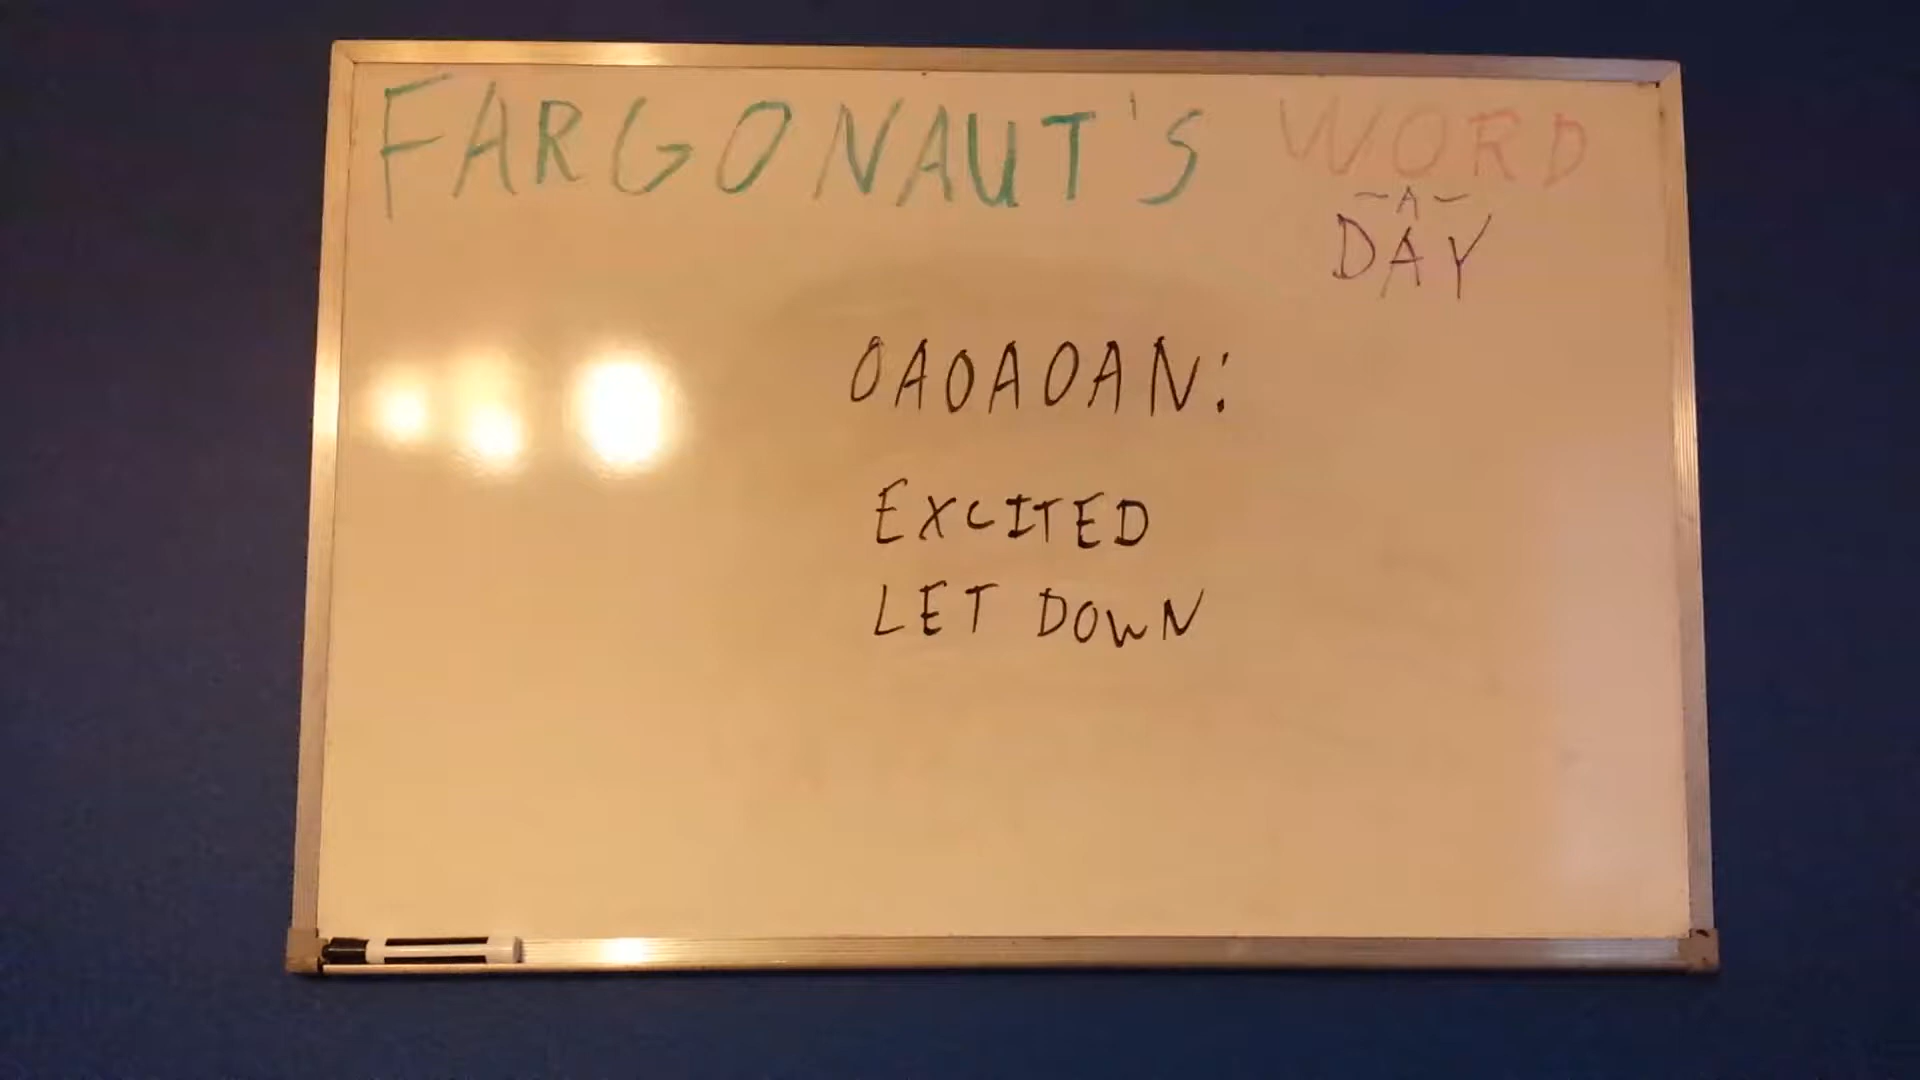 FARGONAUT'S WORD
-A-
DAY
OAOAOAN:
EXCITED
LET DOWN